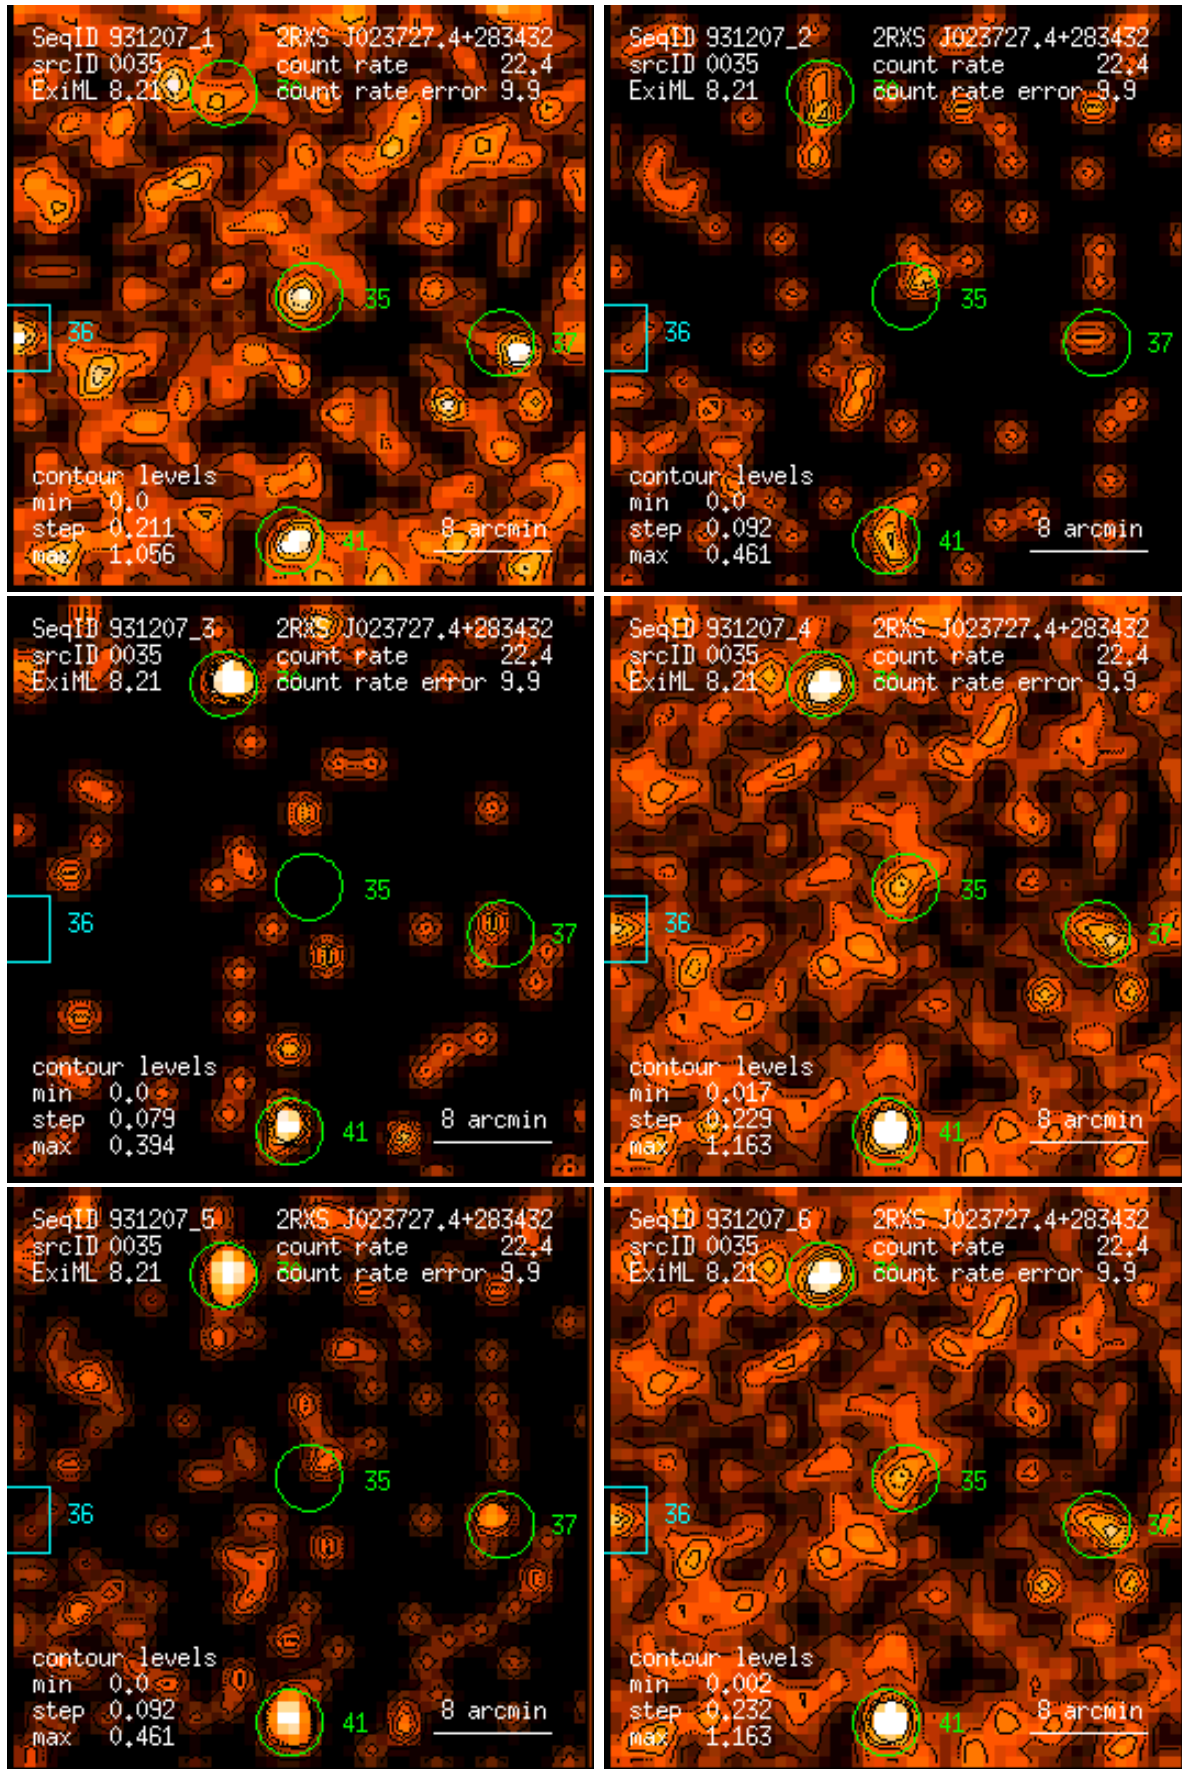 SeqID 931207_1 2RXS J023727.4+283432
srcID 0035 count rate 22.4
ExiML 8.21 count rate error 9.9
35
36
37
contour levels
min 0.0
step 0.211 41 8 arcmin
max 1.056
SeqID 931207_2 2RXS J023727.4+283432
srcID 0035 count rate 22.4
ExiML 8.21 count rate error 9.9
35
36
37
contour levels
min 0.0
step 0.092 41 8 arcmin
max 0.461
SeqID 931207_3 2RXS J023727.4+283432
srcID 0035 count rate 22.4
ExiML 8.21 count rate error 9.9
35
36
37
contour levels
min 0.0
step 0.079 41 8 arcmin
max 0.394
SeqID 931207_4 2RXS J023727.4+283432
srcID 0035 count rate 22.4
ExiML 8.21 count rate error 9.9
35
36
37
contour levels
min 0.017
step 0.229 41 8 arcmin
max 1.163
SeqID 931207_5 2RXS J023727.4+283432
srcID 0035 count rate 22.4
ExiML 8.21 count rate error 9.9
35
36
37
contour levels
min 0.0
step 0.092 41 8 arcmin
max 0.461
SeqID 931207_6 2RXS J023727.4+283432
srcID 0035 count rate 22.4
ExiML 8.21 count rate error 9.9
35
36
37
contour levels
min 0.002
step 0.232 41 8 arcmin
max 1.163